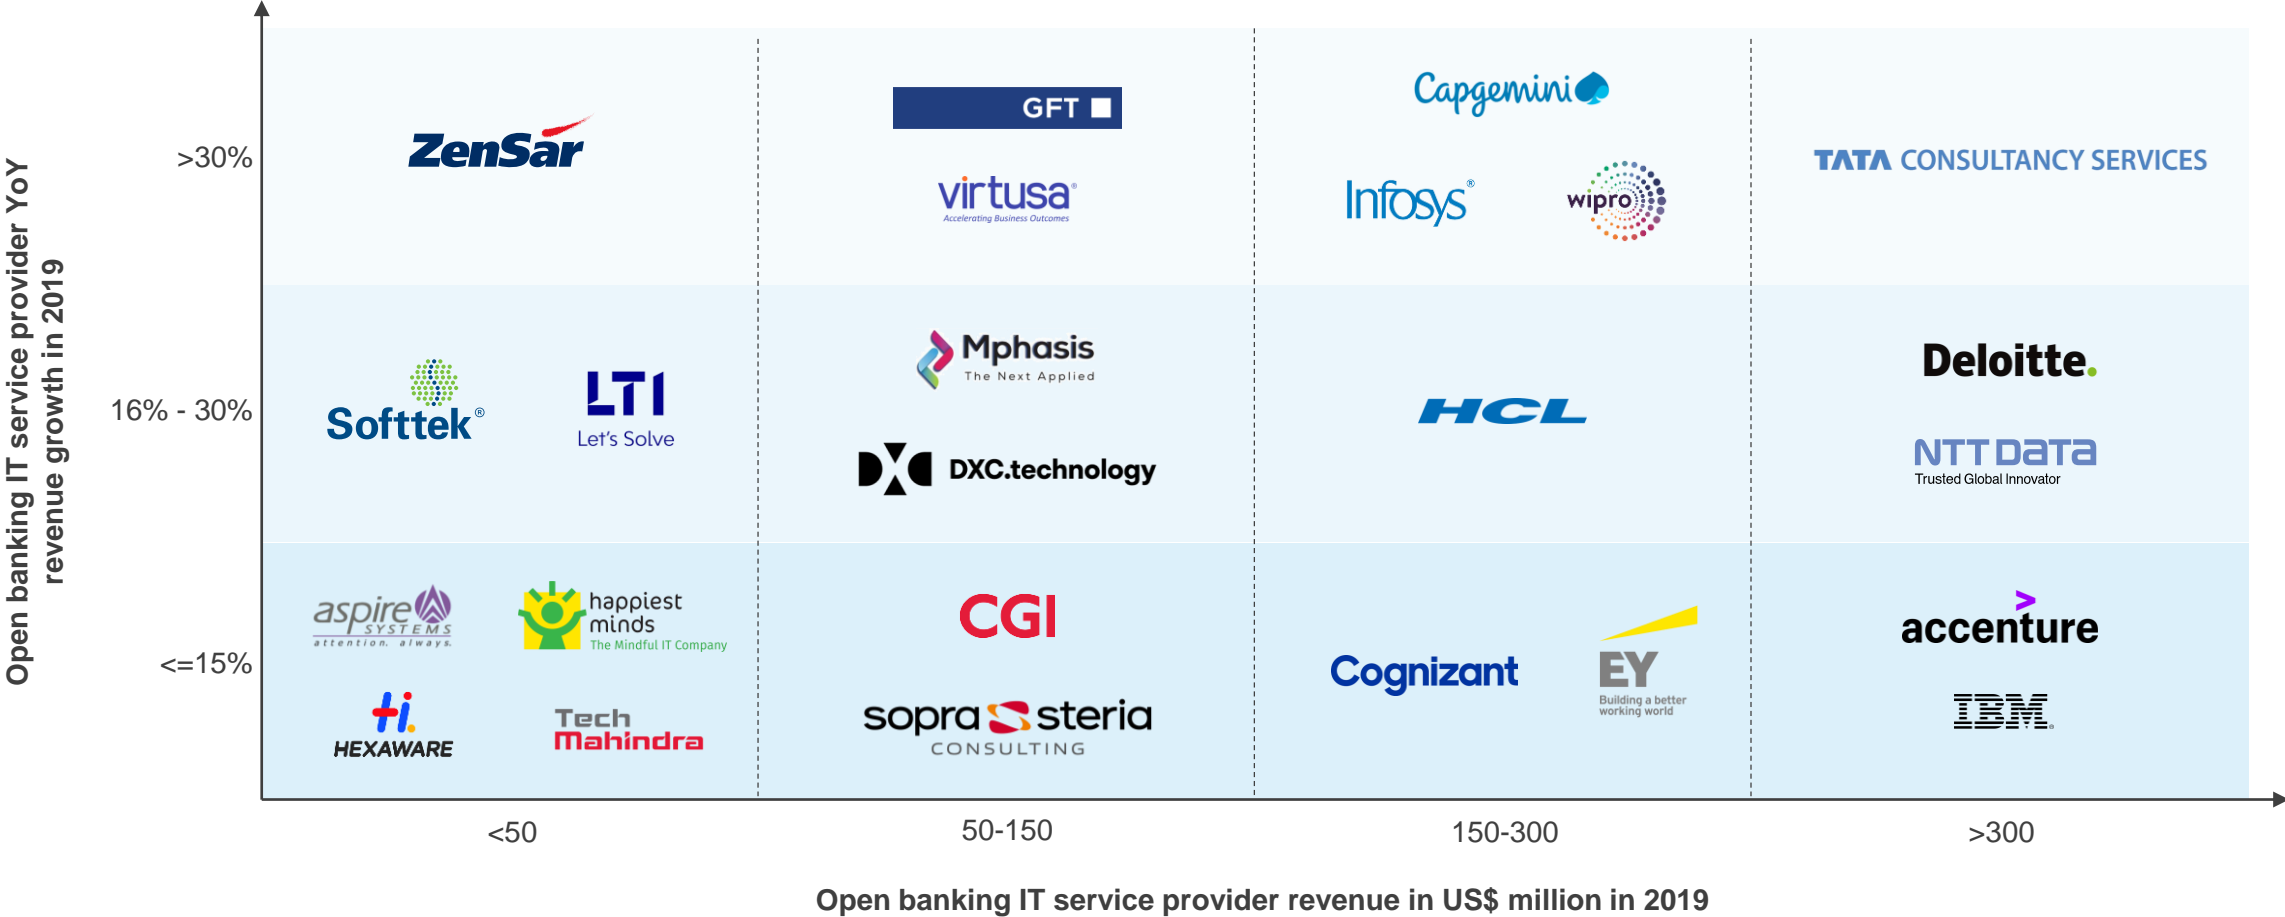 Open banking IT service provider YoY
revenue growth in 2019
>30%
ZenSar
GFT
virtusa®
Accelerating Business Outcomes
Capgemini
Infosys®
wipro
TATA CONSULTANCY SERVICES
16% - 30%
Softtek®
LTI
Let's Solve
Mphasis
The Next Applied
DXC.technology
HCL
Deloitte.
NTT DATA
Trusted Global Innovator
<=15%
aspire
SYSTEMS
attention. always.
happiest
minds
The Mindful IT Company
Hi.
HEXAWARE
Tech
Mahindra
CGI
sopra steria
CONSULTING
Cognizant
EY
Building a better
working world
>
accenture
IBM®
<50
50-150
150-300
>300
Open banking IT service provider revenue in US$ million in 2019